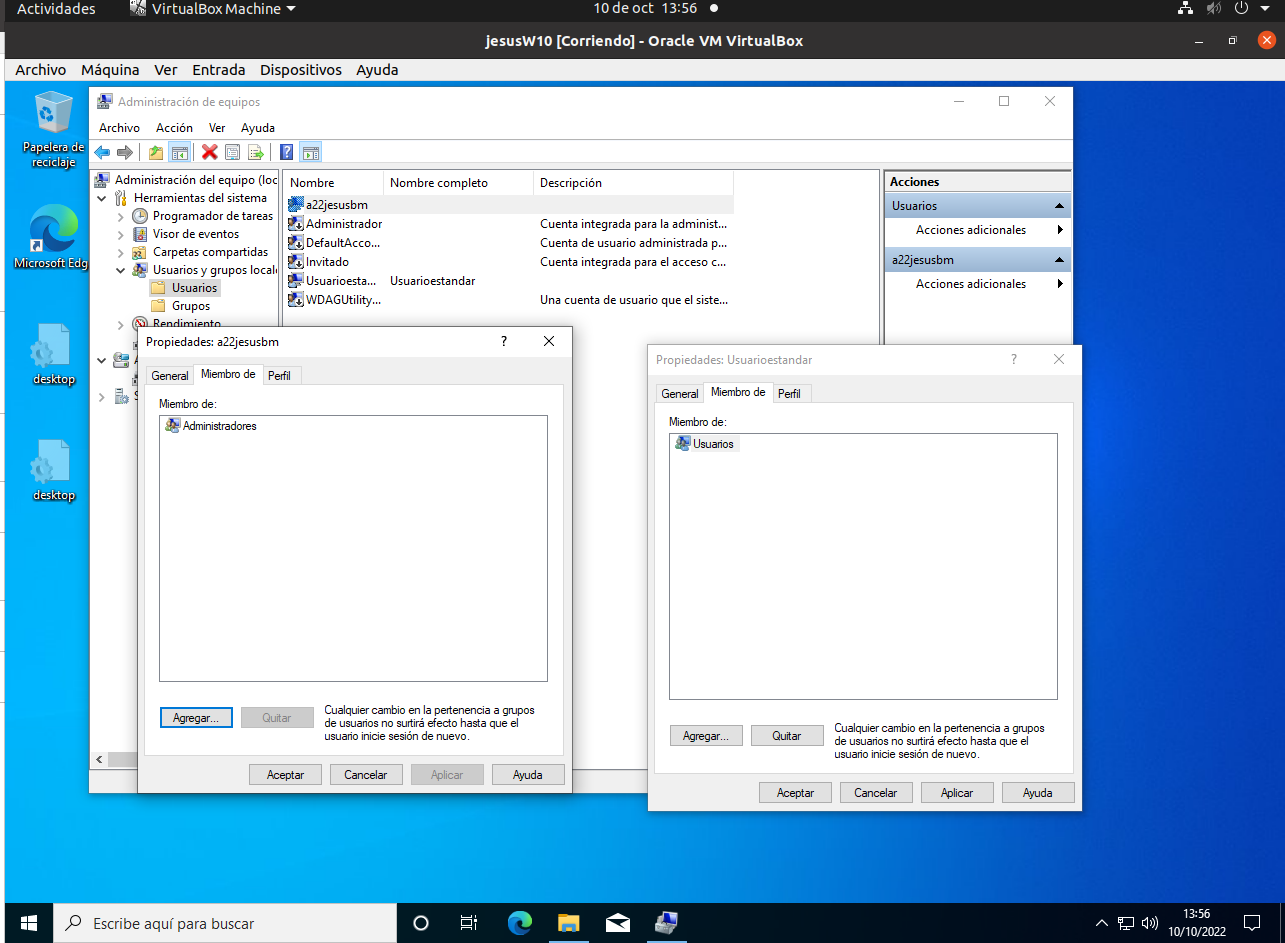 Actividades
VirtualBox Machine
10 de oct 13:56
jesusW10 [Corriendo] - Oracle VM VirtualBox
Archivo Máquina Ver Entrada Dispositivos Ayuda
Papelera de
reciclaje
Microsoft Edg
desktop
desktop
Administración de equipos
Archivo Acción Ver Ayuda
Administración del equipo (loc
Herramientas del sistema
Programador de tareas
Visor de eventos
Carpetas compartidas
Usuarios y grupos locale
Usuarios
Grupos
Rendimiento
Nombre Nombre completo Descripción
a22jesusbm
Administrador Cuenta integrada para la administ...
DefaultAcco... Cuenta de usuario administrada p...
Invitado Cuenta integrada para el acceso c...
Usuarioesta... Usuarioestandar
WDAGUtility... Una cuenta de usuario que el siste...
Acciones
Usuarios
Acciones adicionales
a22jesusbm
Acciones adicionales
Propiedades: a22jesusbm
?
General Miembro de Perfil
Miembro de:
Administradores
Agregar... Quitar
Cualquier cambio en la pertenencia a grupos
de usuarios no surtirá efecto hasta que el
usuario inicie sesión de nuevo.
Aceptar Cancelar Aplicar Ayuda
Propiedades: Usuarioestandar
?
General Miembro de Perfil
Miembro de:
Usuarios
Agregar... Quitar
Cualquier cambio en la pertenencia a grupos
de usuarios no surtirá efecto hasta que el
usuario inicie sesión de nuevo.
Aceptar Cancelar Aplicar Ayuda
Escribe aquí para buscar
13:56
10/10/2022